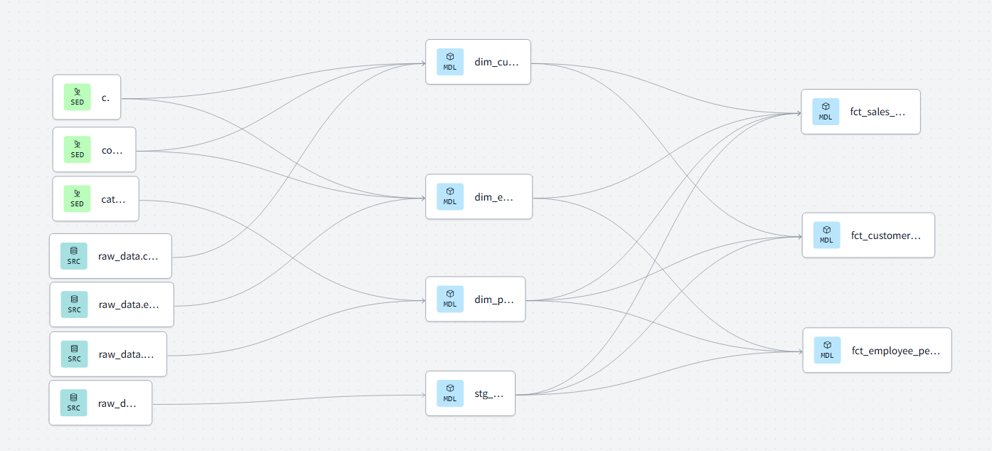 SED
c.
SED
co...
SED
cat...
SRC
raw_data.c...
SRC
raw_data.e...
SRC
raw_data....
SRC
raw_d...
MDL
dim_cu...
MDL
dim_e...
MDL
dim_p...
MDL
stg_...
MDL
fct_sales_...
MDL
fct_customer...
MDL
fct_employee_pe...